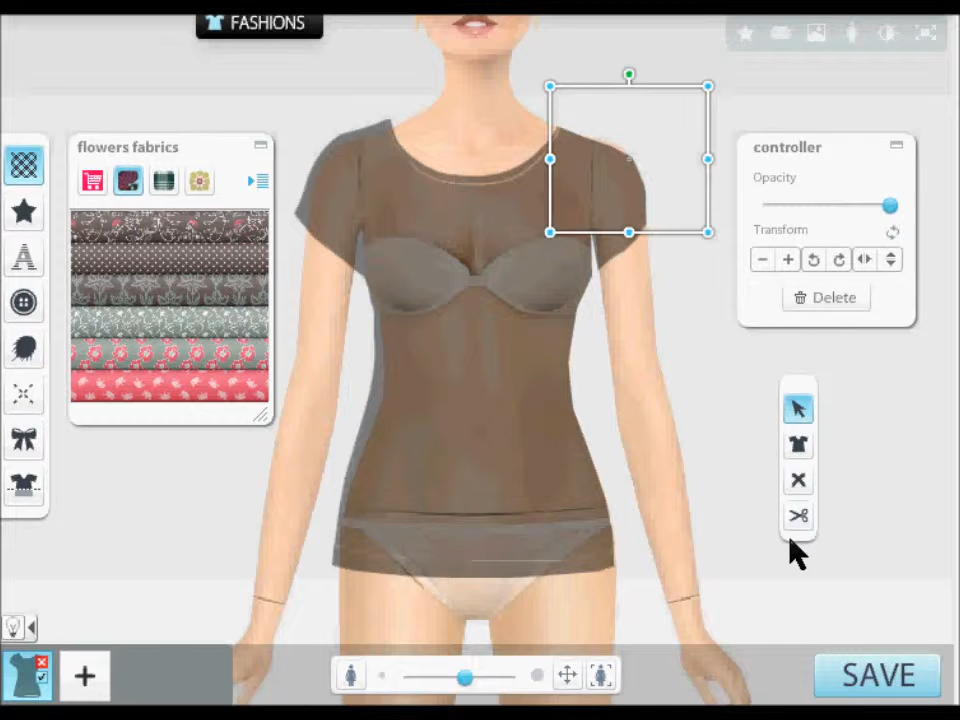 FASHIONS
flowers fabrics
controller
Opacity
Transform
Delete
SAVE